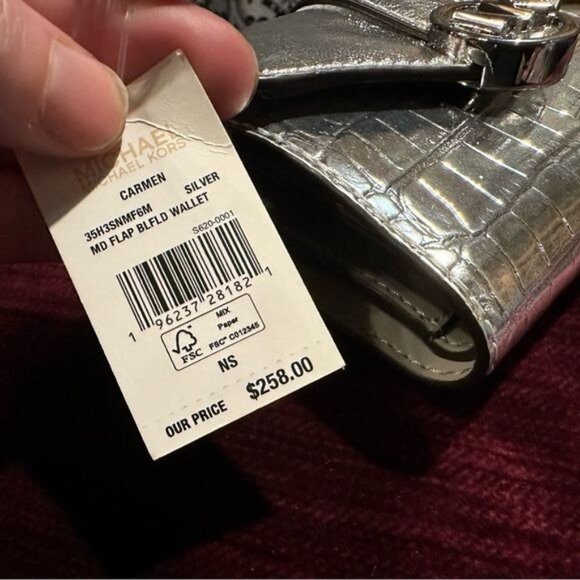 MICHAEL
MICHAEL KORS
CARMEN
35H3SNMF6M SILVER
MD FLAP BLFLD WALLET
S620-0001
1 96237 28182 1
MIX
Paper
FSC
FSC® C012345
NS
OUR PRICE $258.00